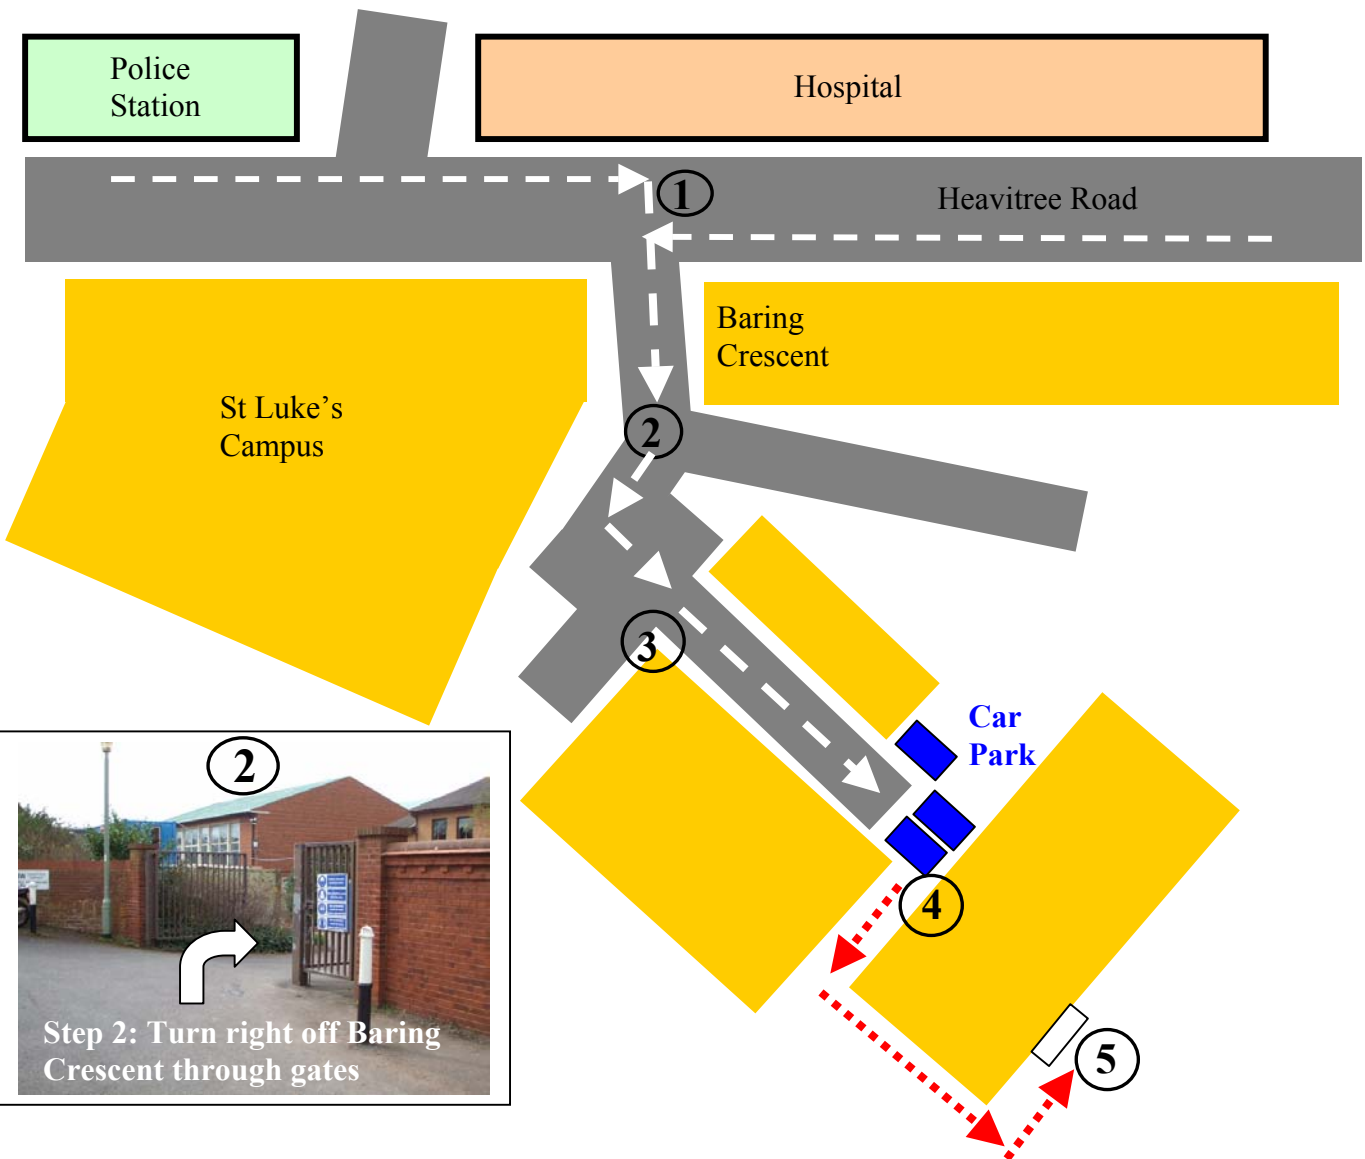 Police
Station
Hospital
1
Heavitree Road
Baring
Crescent
St Luke’s
Campus
2
3
Car
Park
2
4
Step 2: Turn right off Baring
Crescent through gates
5